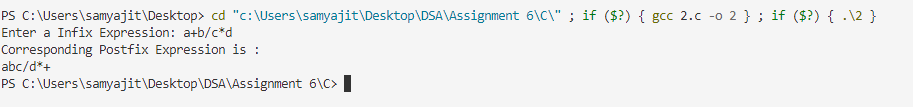 PS C:\Users\samyajit\Desktop> cd "c:\Users\samyajit\Desktop\DSA\Assignment 6\C\" ; if ($?) { gcc 2.c -o 2 } ; if ($?) { .\2 }
Enter a Infix Expression: a+b/c*d
Corresponding Postfix Expression is :
abc/d*+
PS C:\Users\samyajit\Desktop\DSA\Assignment 6\C>